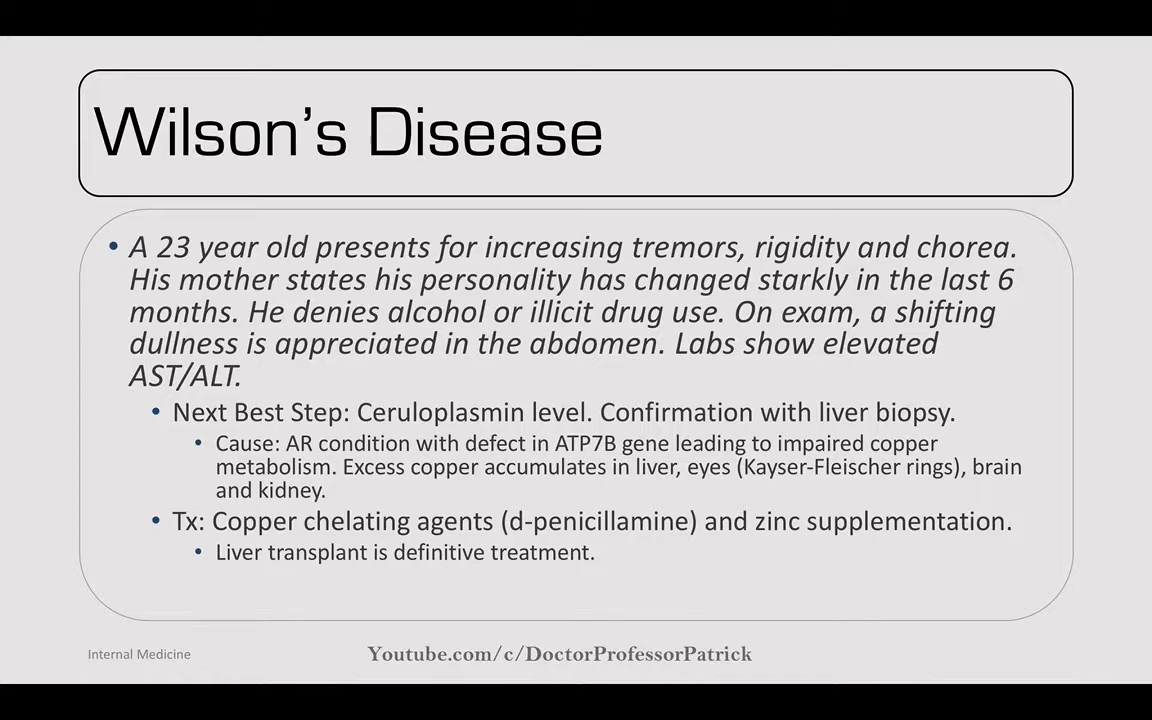 Wilson's Disease
• A 23 year old presents for increasing tremors, rigidity and chorea.
His mother states his personality has changed starkly in the last 6
months. He denies alcohol or illicit drug use. On exam, a shifting
dullness is appreciated in the abdomen. Labs show elevated
AST/ALT.
• Next Best Step: Ceruloplasmin level. Confirmation with liver biopsy.
• Cause: AR condition with defect in ATP7B gene leading to impaired copper
metabolism. Excess copper accumulates in liver, eyes (Kayser-Fleischer rings), brain
and kidney.
• Tx: Copper chelating agents (d-penicillamine) and zinc supplementation.
• Liver transplant is definitive treatment.
Internal Medicine
Youtube.com/c/DoctorProfessorPatrick